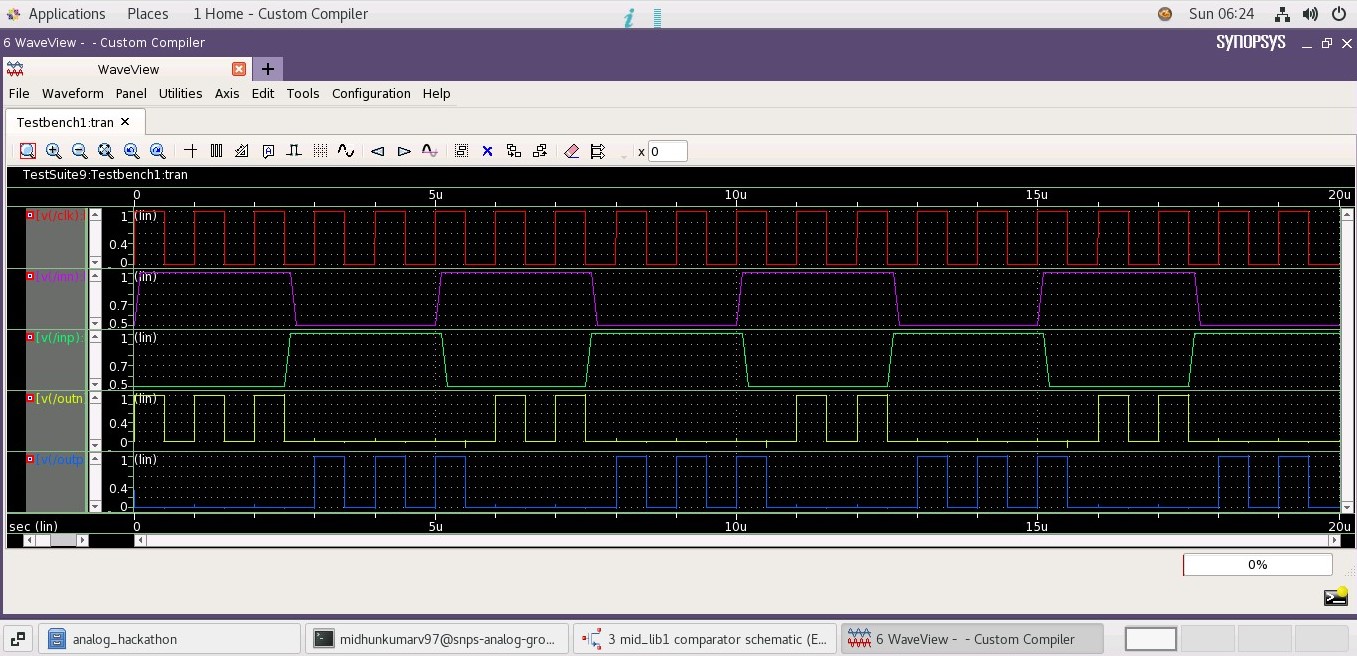 Applications Places 1 Home - Custom Compiler Sun 06:24
6 WaveView - - Custom Compiler SYNOPSYS
WaveView
File Waveform Panel Utilities Axis Edit Tools Configuration Help
Testbench1:tran
x 0
TestSuite9:Testbench1:tran
0 5u 10u 15u 20u
[v(/clk): 1 (lin)
0.4
0
[v(/inn): 1 (lin)
0.7
0.5
[v(/inp): 1 (lin)
0.7
0.5
[v(/outn 1 (lin)
0.4
0
[v(/outp 1 (lin)
0.4
0
sec (lin) 0 5u 10u 15u 20u
0%
analog_hackathon midhunkumarv97@snps-analog-gro... 3 mid_lib1 comparator schematic (E... 6 WaveView - - Custom Compiler